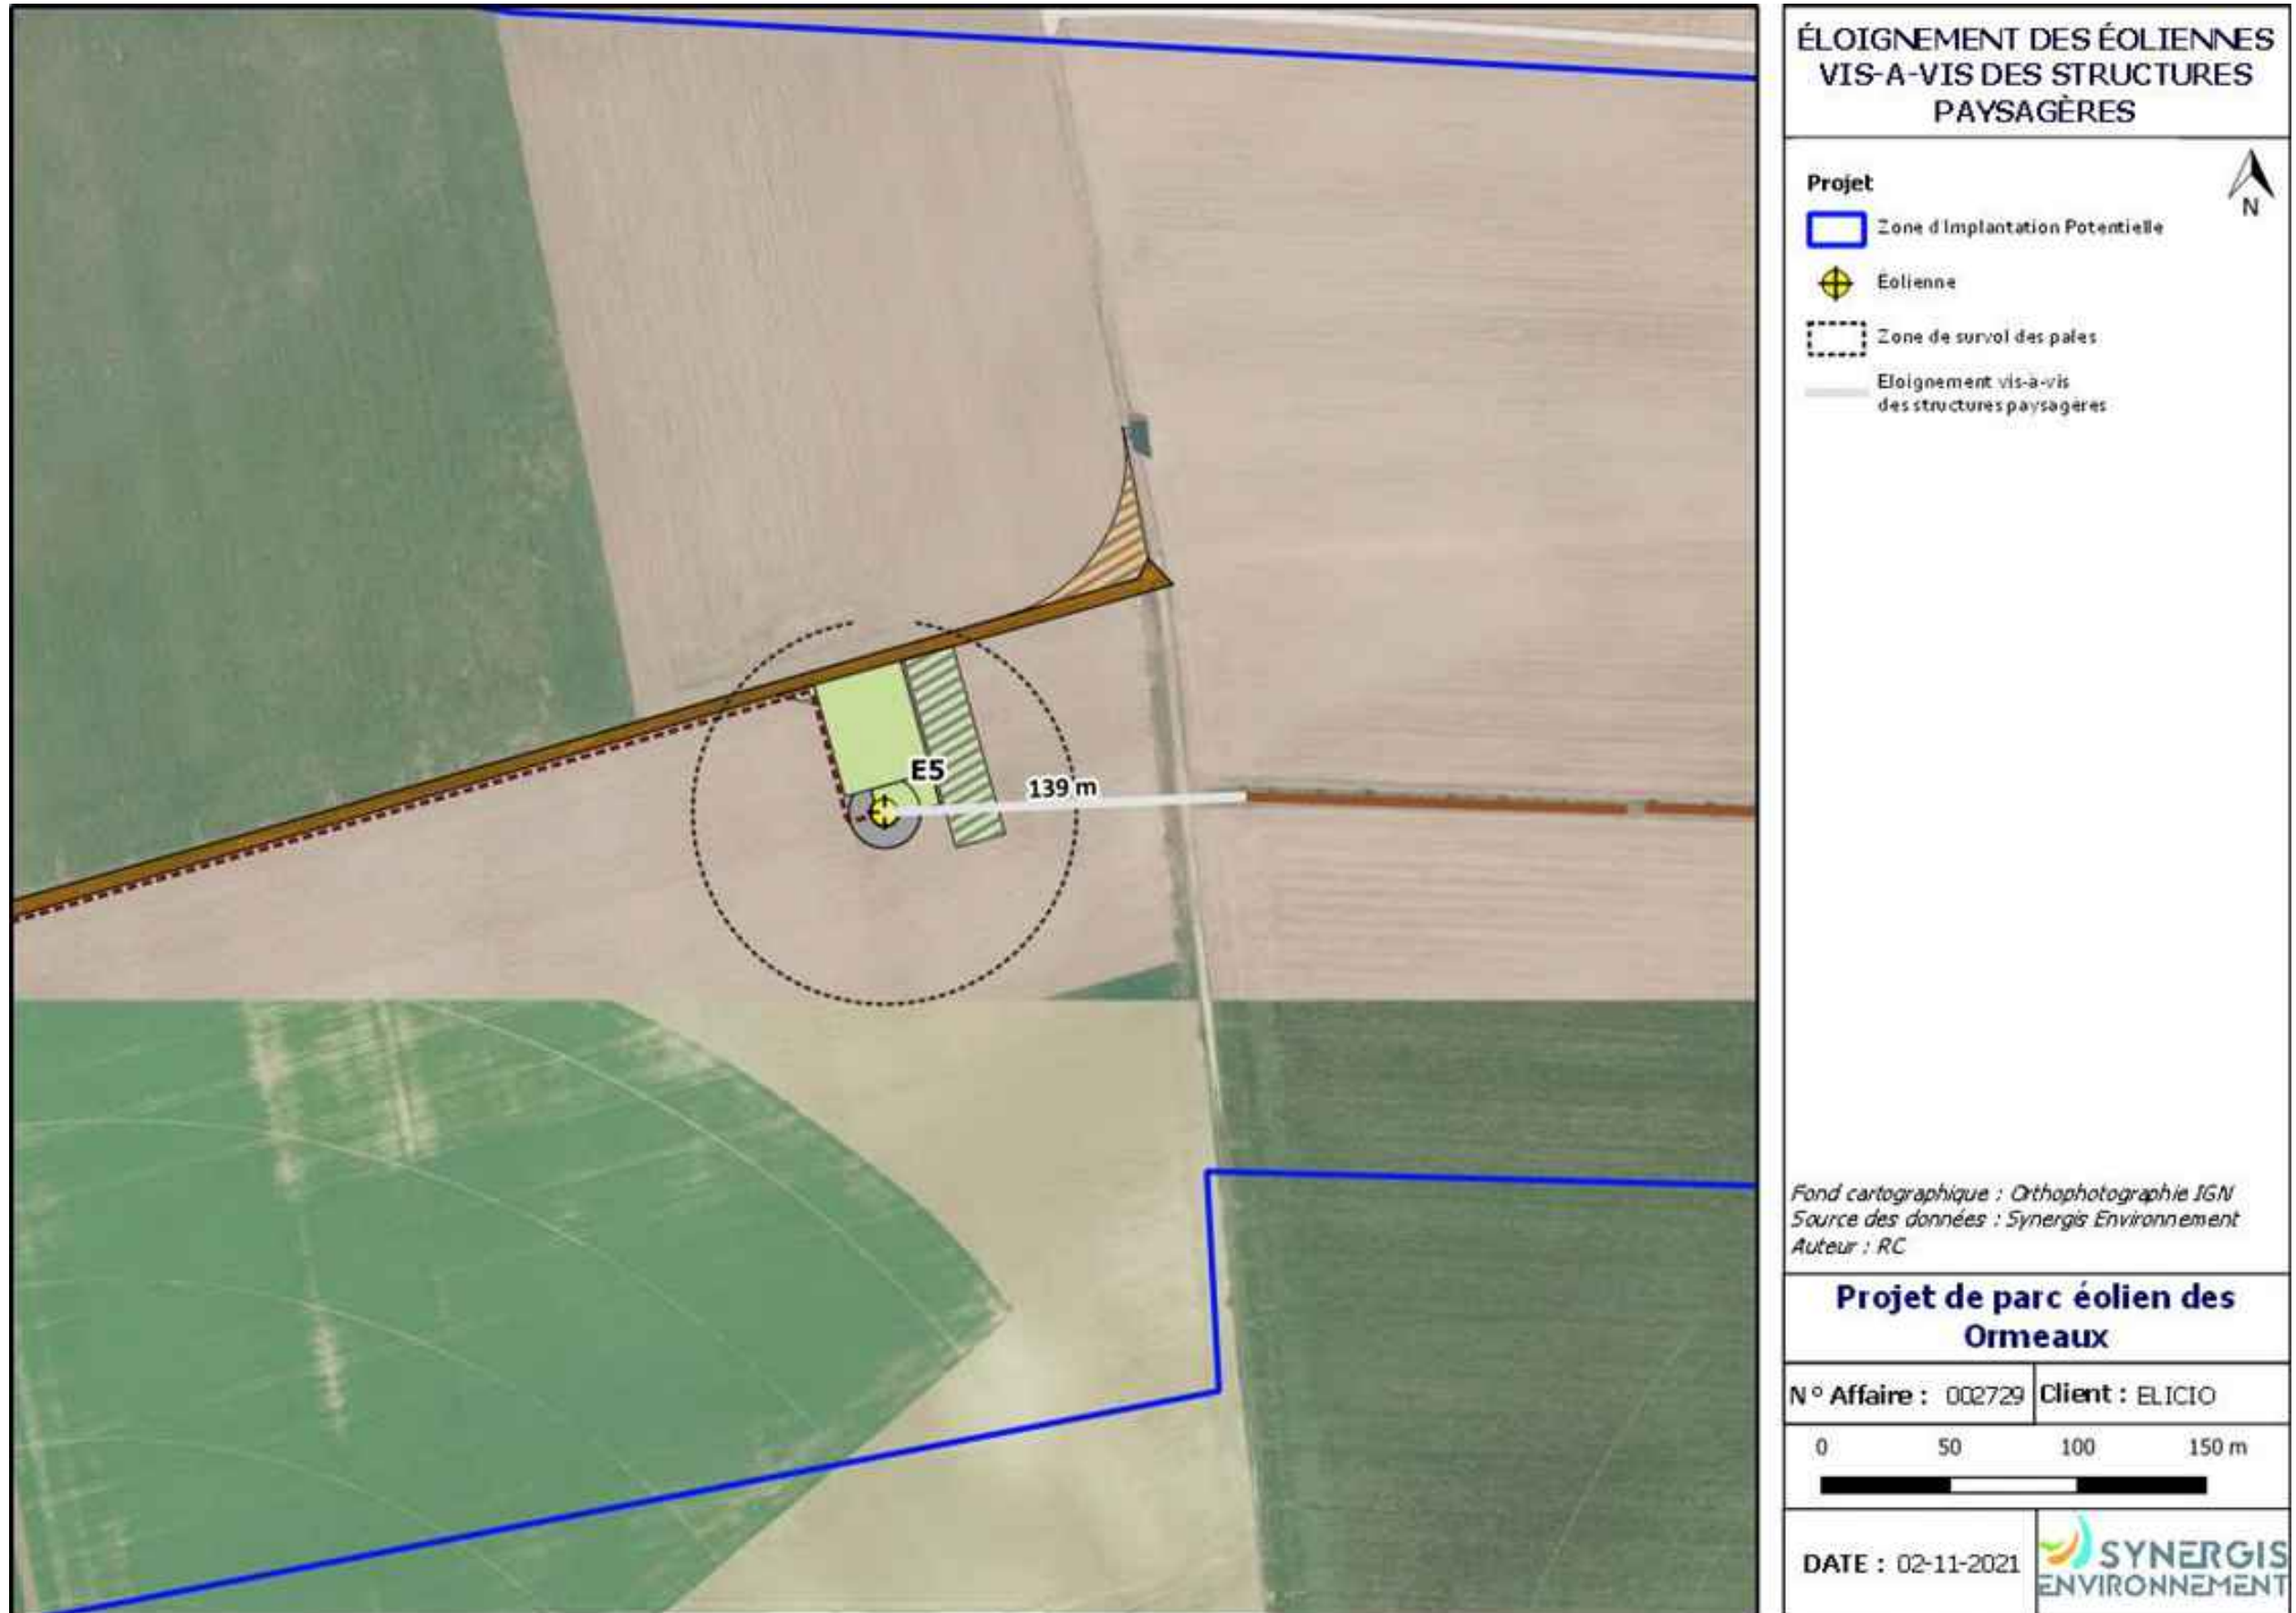 ÉLOIGNEMENT DES ÉOLIENNES
VIS-A-VIS DES STRUCTURES
PAYSAGÈRES
N
Projet
Zone d'Implantation Potentielle
Éolienne
Zone de survol des pales
Eloignement vis-à-vis
des structures paysagères
E5
139 m
Fond cartographique : Orthophotographie IGN
Source des données : Synergis Environnement
Auteur : RC
Projet de parc éolien des
Ormeaux
N° Affaire : 002729 Client : ELICIO
0 50 100 150 m
DATE : 02-11-2021
SYNERGIS
ENVIRONNEMENT